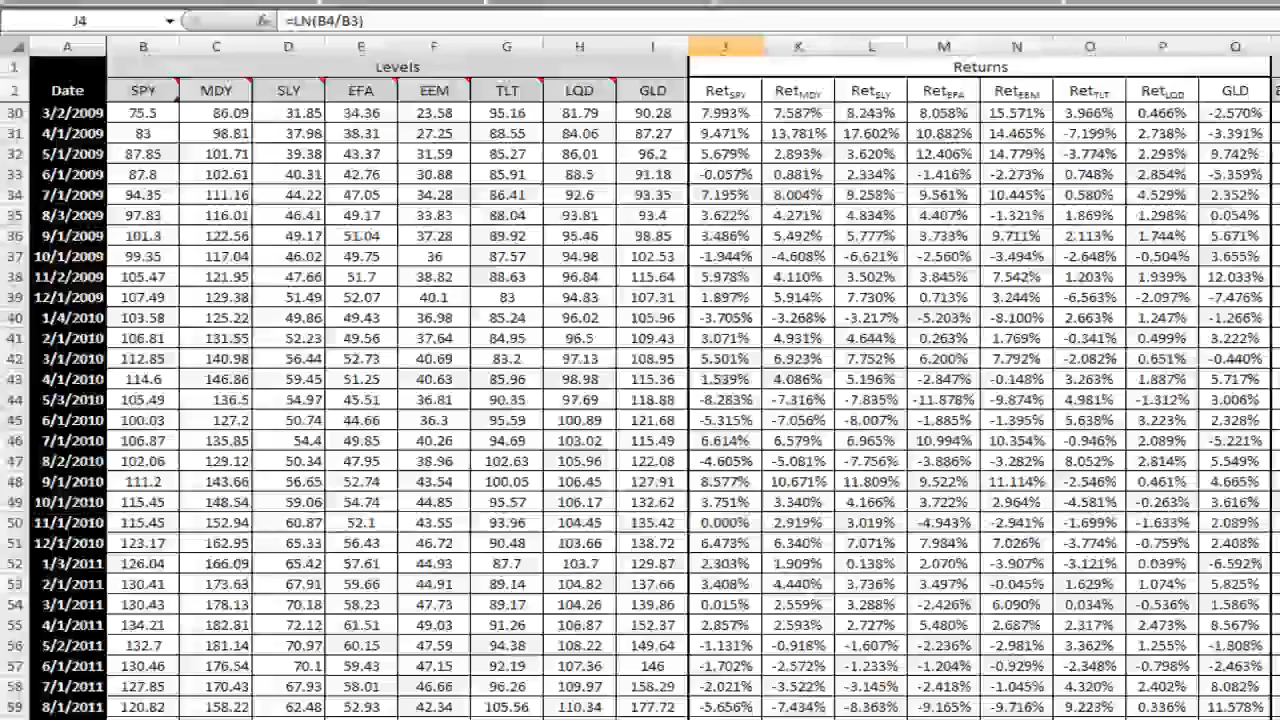 J4 fx =LN(B4/B3)
A B C D E F G H I J K L M N O P Q
1 Levels Returns
2 Date SPY MDY SLY EFA EEM TLT LQD GLD RetSPY RetMDY RetSLY RetEFA RetEEM RetTLT RetLQD GLD
30 3/2/2009 75.5 86.09 31.85 34.36 23.58 95.16 81.79 90.28 7.993% 7.587% 8.243% 8.058% 15.571% 3.966% 0.466% -2.570%
31 4/1/2009 83 98.81 37.98 38.31 27.25 88.55 84.06 87.27 9.471% 13.781% 17.602% 10.882% 14.465% -7.199% 2.738% -3.391%
32 5/1/2009 87.85 101.71 39.38 43.37 31.59 85.27 86.01 96.2 5.679% 2.893% 3.620% 12.406% 14.779% -3.774% 2.293% 9.742%
33 6/1/2009 87.8 102.61 40.31 42.76 30.88 85.91 88.5 91.18 -0.057% 0.881% 2.334% -1.416% -2.273% 0.748% 2.854% -5.359%
34 7/1/2009 94.35 111.16 44.22 47.05 34.28 86.41 92.6 93.35 7.195% 8.004% 9.258% 9.561% 10.445% 0.580% 4.529% 2.352%
35 8/3/2009 97.83 116.01 46.41 49.17 33.83 88.04 93.81 93.4 3.622% 4.271% 4.834% 4.407% -1.321% 1.869% 1.298% 0.054%
36 9/1/2009 101.3 122.56 49.17 51.04 37.28 89.92 95.46 98.85 3.486% 5.492% 5.777% 3.733% 9.711% 2.113% 1.744% 5.671%
37 10/1/2009 99.35 117.04 46.02 49.75 36 87.57 94.98 102.53 -1.944% -4.608% -6.621% -2.560% -3.494% -2.648% -0.504% 3.655%
38 11/2/2009 105.47 121.95 47.66 51.7 38.82 88.63 96.84 115.64 5.978% 4.110% 3.502% 3.845% 7.542% 1.203% 1.939% 12.033%
39 12/1/2009 107.49 129.38 51.49 52.07 40.1 83 94.83 107.31 1.897% 5.914% 7.730% 0.713% 3.244% -6.563% -2.097% -7.476%
40 1/4/2010 103.58 125.22 49.86 49.43 36.98 85.24 96.02 105.96 -3.705% -3.268% -3.217% -5.203% -8.100% 2.663% 1.247% -1.266%
41 2/1/2010 106.81 131.55 52.23 49.56 37.64 84.95 96.5 109.43 3.071% 4.931% 4.644% 0.263% 1.769% -0.341% 0.499% 3.222%
42 3/1/2010 112.85 140.98 56.44 52.73 40.69 83.2 97.13 108.95 5.501% 6.923% 7.752% 6.200% 7.792% -2.082% 0.651% -0.440%
43 4/1/2010 114.6 146.86 59.45 51.25 40.63 85.96 98.98 115.36 1.539% 4.086% 5.196% -2.847% -0.148% 3.263% 1.887% 5.717%
44 5/3/2010 105.49 136.5 54.97 45.51 36.81 90.35 97.69 118.88 -8.283% -7.316% -7.835% -11.878% -9.874% 4.981% -1.312% 3.006%
45 6/1/2010 100.03 127.2 50.74 44.66 36.3 95.59 100.89 121.68 -5.315% -7.056% -8.007% -1.885% -1.395% 5.638% 3.223% 2.328%
46 7/1/2010 106.87 135.85 54.4 49.85 40.26 94.69 103.02 115.49 6.614% 6.579% 6.965% 10.994% 10.354% -0.946% 2.089% -5.221%
47 8/2/2010 102.06 129.12 50.34 47.95 38.96 102.63 105.96 122.08 -4.605% -5.081% -7.756% -3.886% -3.282% 8.052% 2.814% 5.549%
48 9/1/2010 111.2 143.66 56.65 52.74 43.54 100.05 106.45 127.91 8.577% 10.671% 11.809% 9.522% 11.114% -2.546% 0.461% 4.665%
49 10/1/2010 115.45 148.54 59.06 54.74 44.85 95.57 106.17 132.62 3.751% 3.340% 4.166% 3.722% 2.964% -4.581% -0.263% 3.616%
50 11/1/2010 115.45 152.94 60.87 52.1 43.55 93.96 104.45 135.42 0.000% 2.919% 3.019% -4.943% -2.941% -1.699% -1.633% 2.089%
51 12/1/2010 123.17 162.95 65.33 56.43 46.72 90.48 103.66 138.72 6.473% 6.340% 7.071% 7.984% 7.026% -3.774% -0.759% 2.408%
52 1/3/2011 126.04 166.09 65.42 57.61 44.93 87.7 103.7 129.87 2.303% 1.909% 0.138% 2.070% -3.907% -3.121% 0.039% -6.592%
53 2/1/2011 130.41 173.63 67.91 59.66 44.91 89.14 104.82 137.66 3.408% 4.440% 3.736% 3.497% -0.045% 1.629% 1.074% 5.825%
54 3/1/2011 130.43 178.13 70.18 58.23 47.73 89.17 104.26 139.86 0.015% 2.559% 3.288% -2.426% 6.090% 0.034% -0.536% 1.586%
55 4/1/2011 134.21 182.81 72.12 61.51 49.03 91.26 106.87 152.37 2.857% 2.593% 2.727% 5.480% 2.687% 2.317% 2.473% 8.567%
56 5/2/2011 132.7 181.14 70.97 60.15 47.59 94.38 108.22 149.64 -1.131% -0.918% -1.607% -2.236% -2.981% 3.362% 1.255% -1.808%
57 6/1/2011 130.46 176.54 70.1 59.43 47.15 92.19 107.36 146 -1.702% -2.572% -1.233% -1.204% -0.929% -2.348% -0.798% -2.463%
58 7/1/2011 127.85 170.43 67.93 58.01 46.66 96.26 109.97 158.29 -2.021% -3.522% -3.145% -2.418% -1.045% 4.320% 2.402% 8.082%
59 8/1/2011 120.82 158.22 62.48 52.93 42.34 105.56 110.34 177.72 -5.656% -7.434% -8.363% -9.165% -9.716% 9.223% 0.336% 11.578%